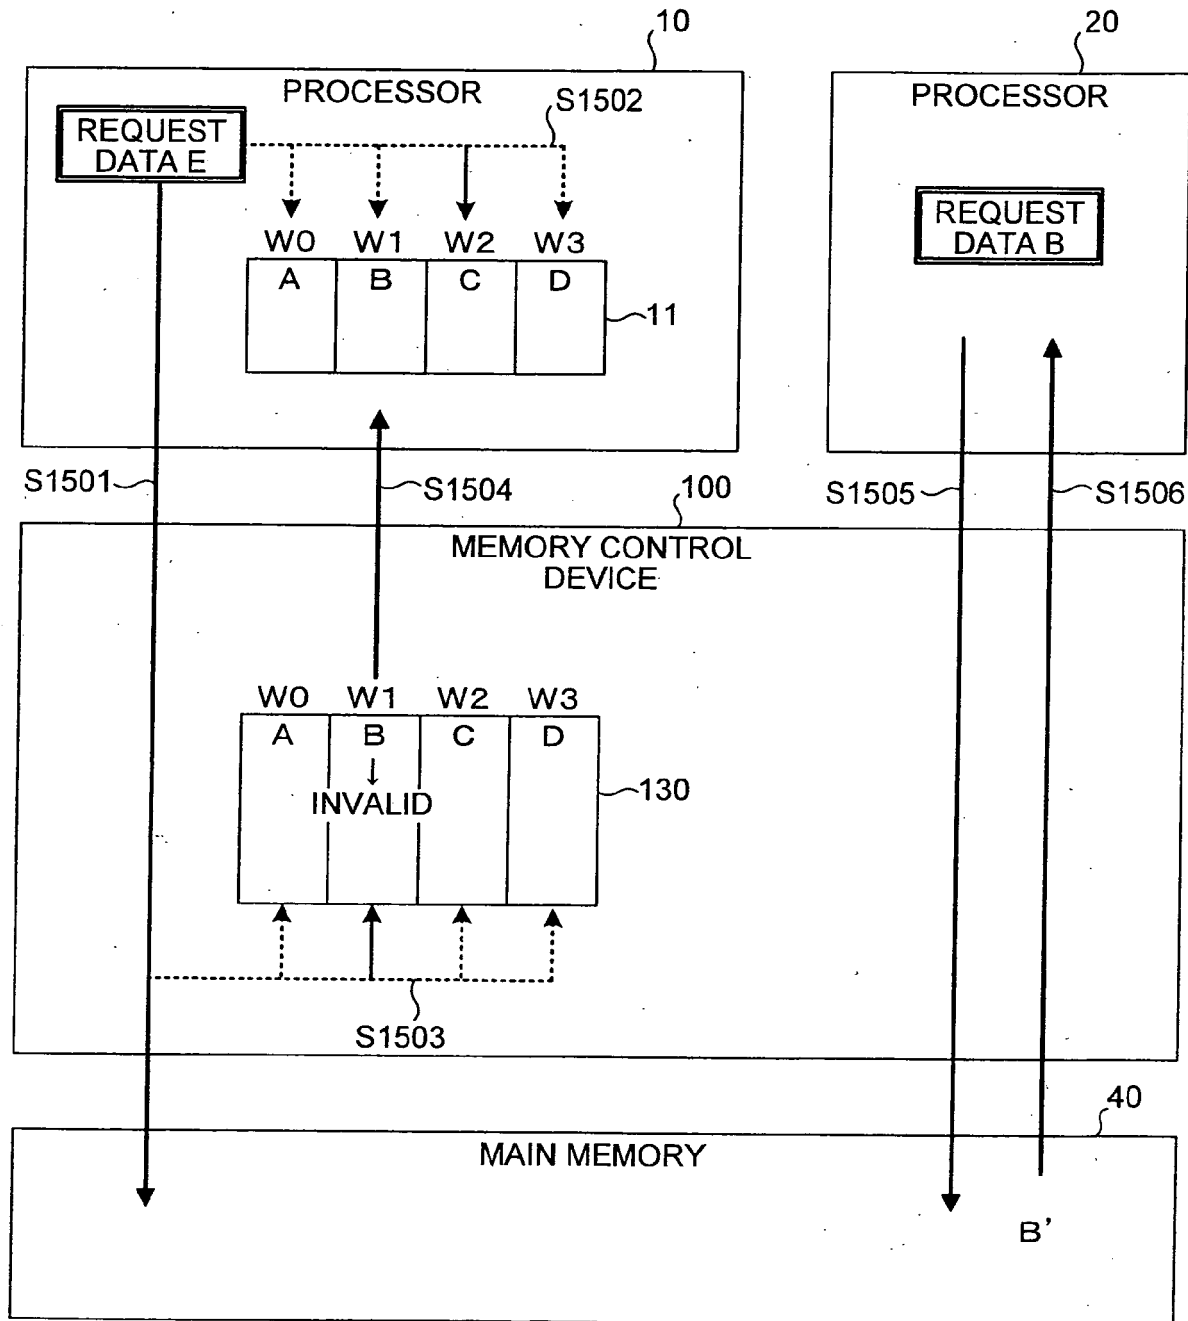 10
20
PROCESSOR
PROCESSOR
REQUEST
DATA E
S1502
REQUEST
DATA B
W0 W1 W2 W3
A B C D
11
S1501
S1504
S1505
S1506
100
MEMORY CONTROL
DEVICE
W0 W1 W2 W3
A B C D
↓
INVALID
130
S1503
40
MAIN MEMORY
B'